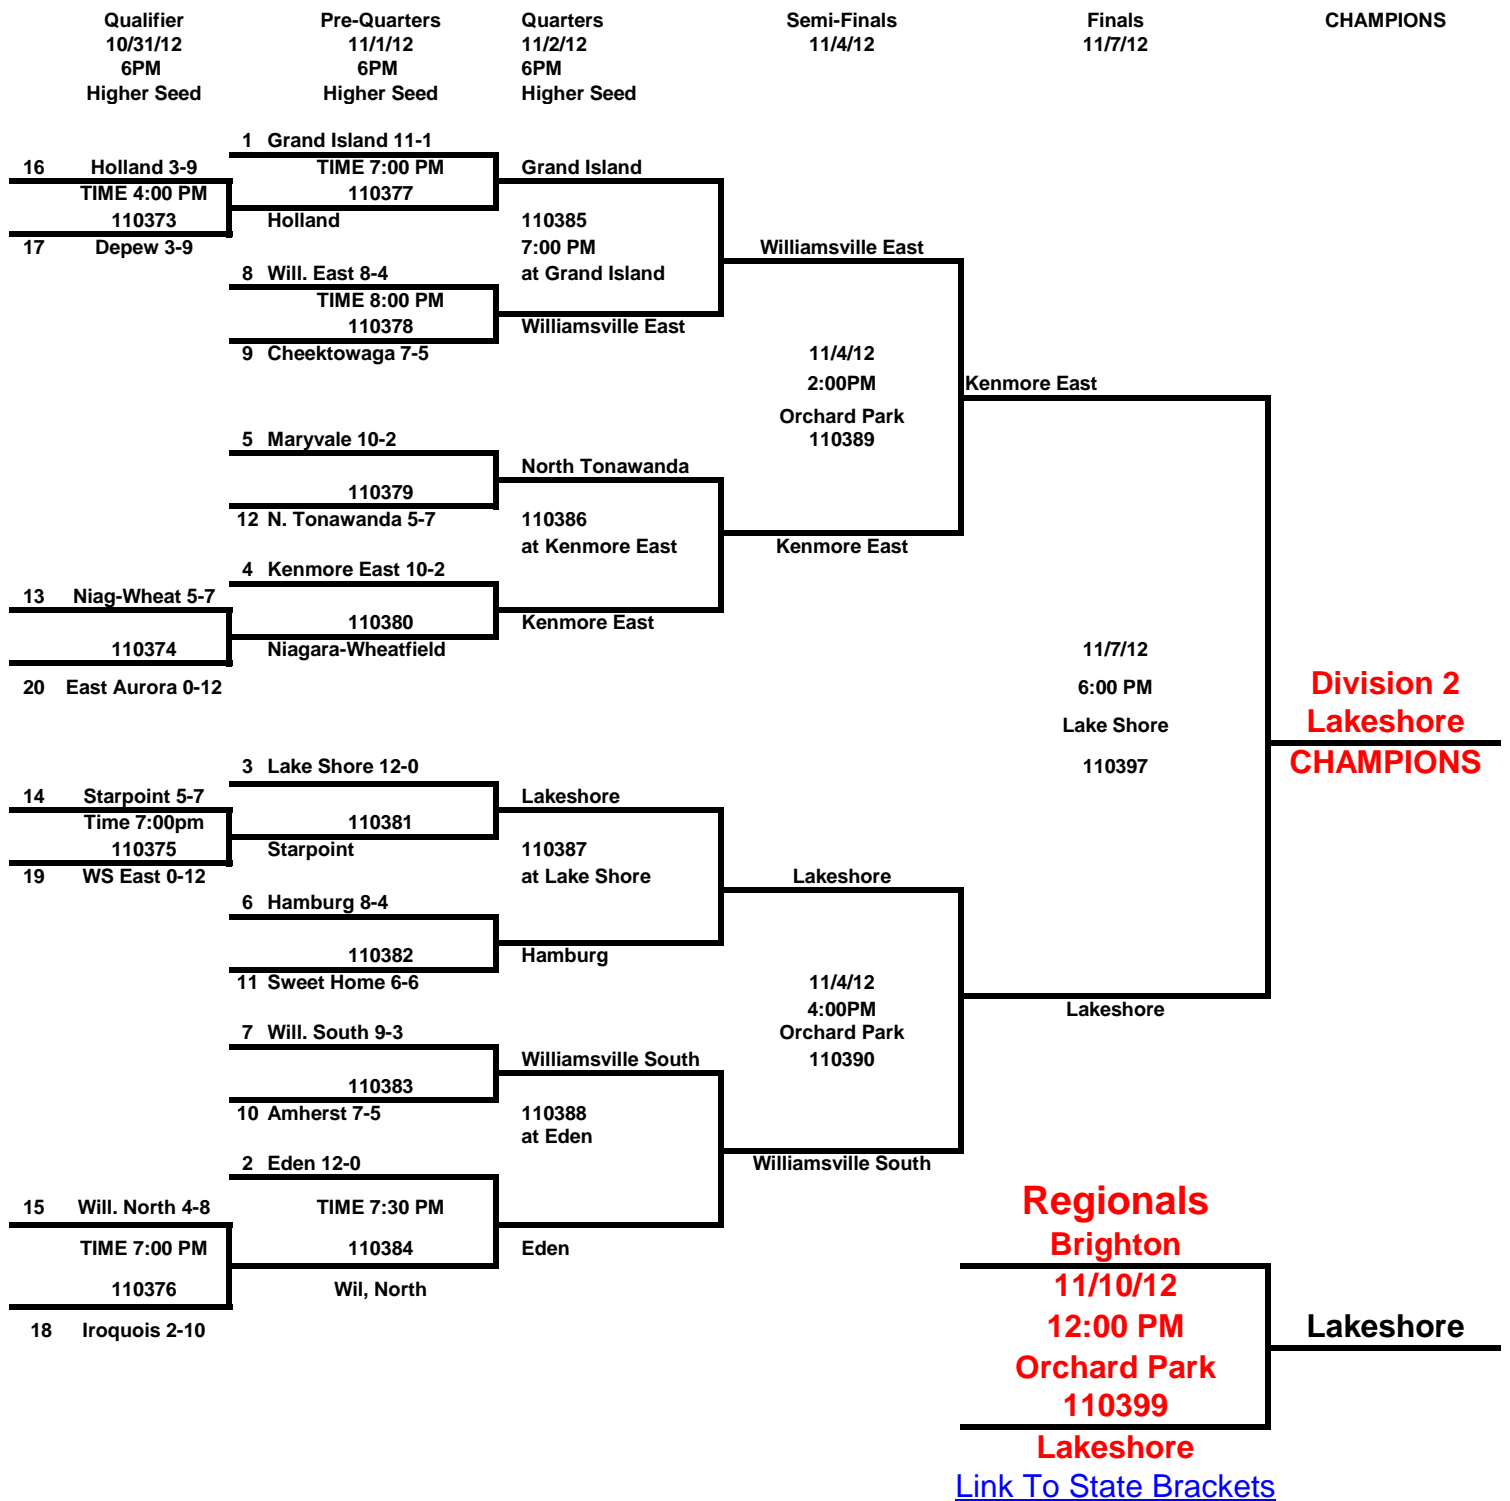 Qualifier
10/31/12
6PM
Higher Seed
Pre-Quarters
11/1/12
6PM
Higher Seed
Quarters
11/2/12
6PM
Higher Seed
Semi-Finals
11/4/12
Finals
11/7/12
CHAMPIONS
16 Holland 3-9
TIME 4:00 PM
110373
17 Depew 3-9
1 Grand Island 11-1
TIME 7:00 PM
110377
Holland
8 Will. East 8-4
TIME 8:00 PM
110378
9 Cheektowaga 7-5
Grand Island
110385
7:00 PM
at Grand Island
Williamsville East
5 Maryvale 10-2
110379
12 N. Tonawanda 5-7
13 Niag-Wheat 5-7
110374
20 East Aurora 0-12
4 Kenmore East 10-2
110380
Niagara-Wheatfield
North Tonawanda
110386
at Kenmore East
Kenmore East
Williamsville East
11/4/12
2:00PM
Orchard Park
110389
Kenmore East
Kenmore East
14 Starpoint 5-7
Time 7:00pm
110375
19 WS East 0-12
3 Lake Shore 12-0
110381
Starpoint
6 Hamburg 8-4
110382
11 Sweet Home 6-6
Lakeshore
110387
at Lake Shore
Hamburg
7 Will. South 9-3
110383
10 Amherst 7-5
15 Will. North 4-8
TIME 7:00 PM
110376
18 Iroquois 2-10
2 Eden 12-0
TIME 7:30 PM
110384
Wil, North
Williamsville South
110388
at Eden
Eden
Lakeshore
11/4/12
4:00PM
Orchard Park
110390
Williamsville South
Lakeshore
11/7/12
6:00 PM
Lake Shore
110397
Division 2
Lakeshore
CHAMPIONS
Regionals
Brighton
11/10/12
12:00 PM
Orchard Park
110399
Lakeshore
Lakeshore
Link To State Brackets